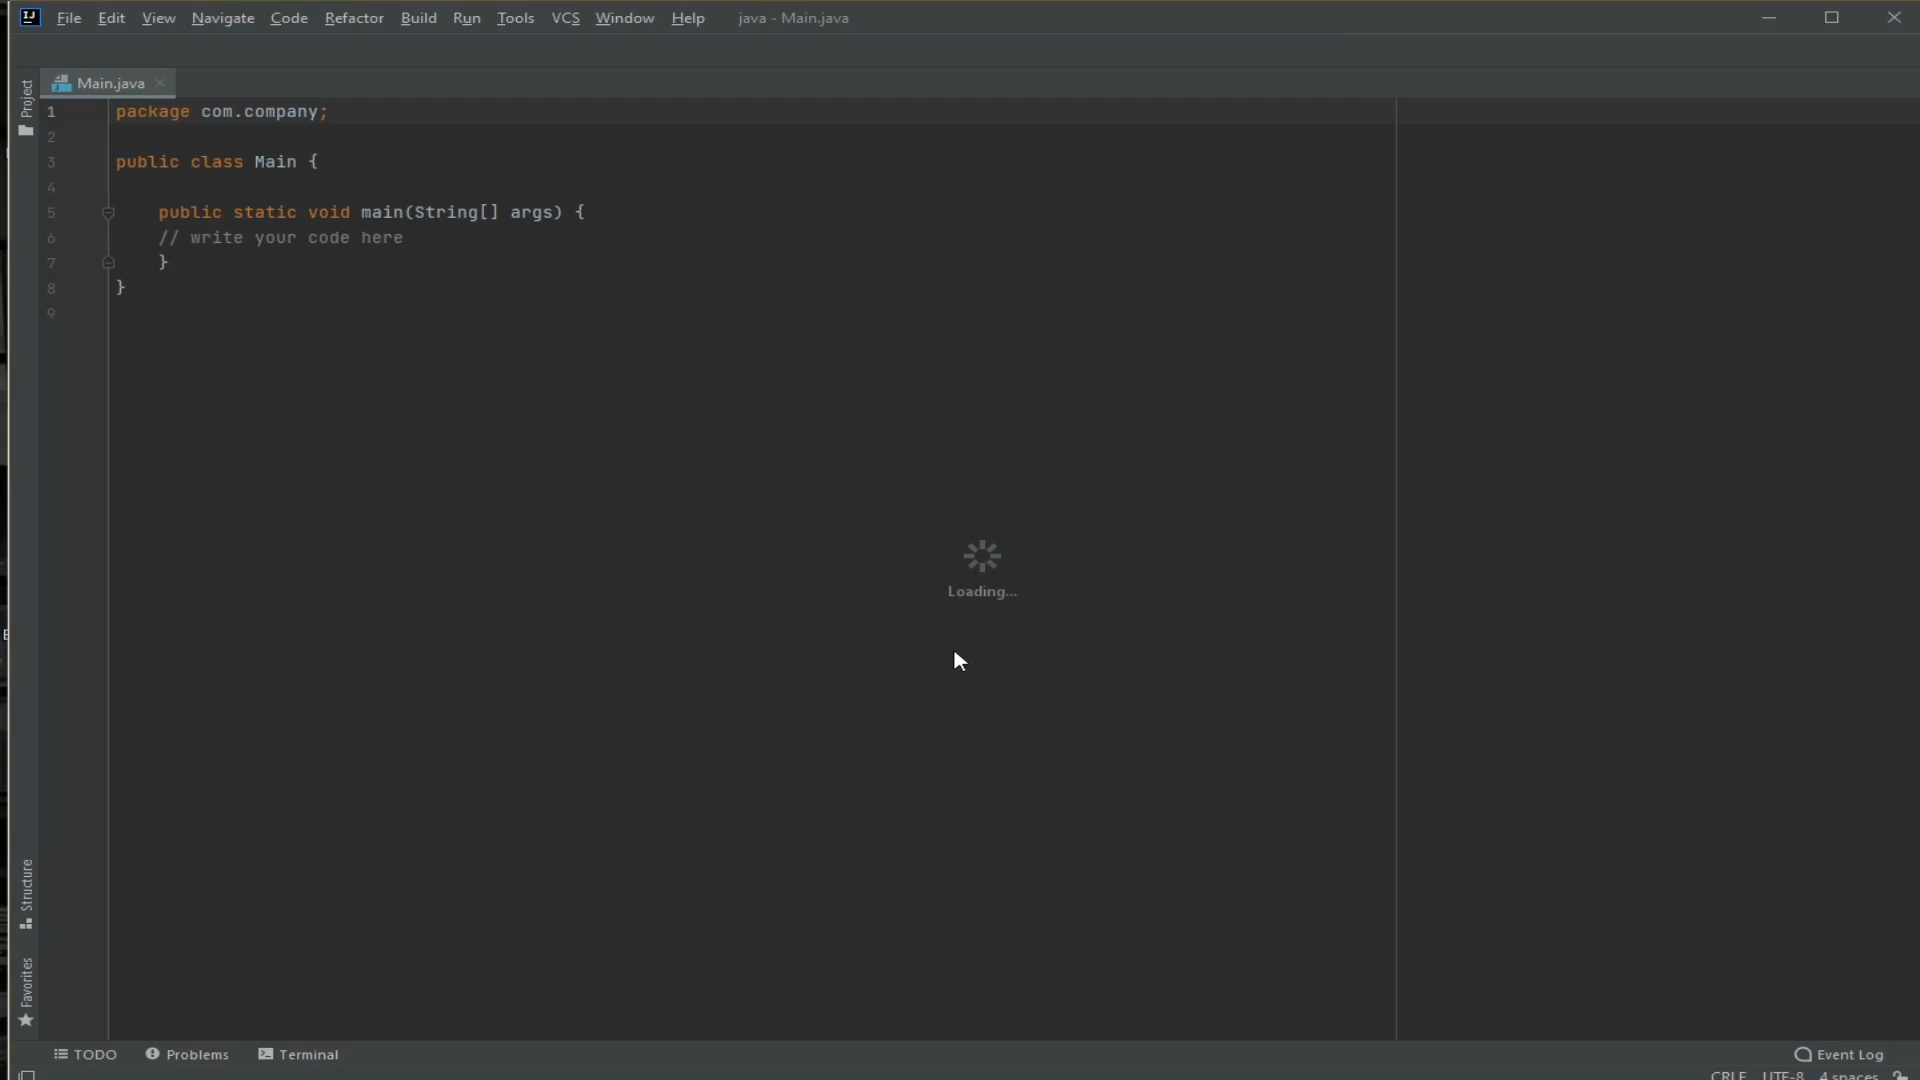 IJ File Edit View Navigate Code Refactor Build Run Tools VCS Window Help java - Main.java
Project
Main.java
1 package com.company;
2
3 public class Main {
4
5 public static void main(String[] args) {
6 // write your code here
7 }
8 }
9
Loading...
Structure
Favorites
TODO Problems Terminal Event Log
CRLF UTF-8 4 spaces